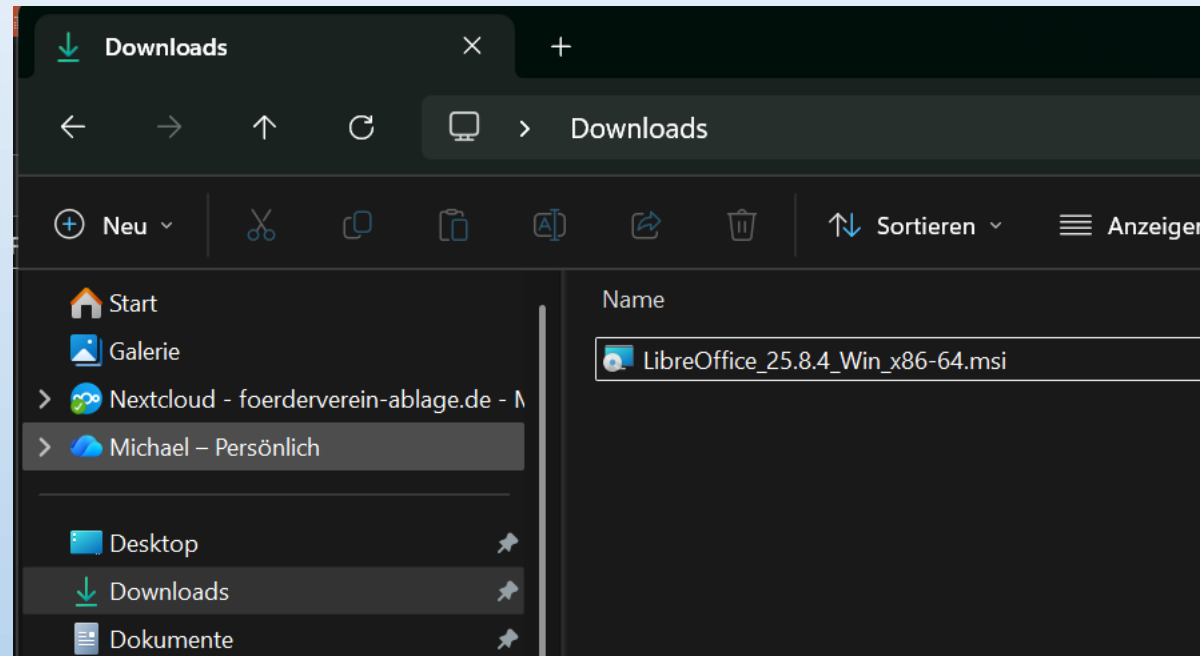 Downloads
Downloads
Neu
Sortieren
Start
Galerie
Nextcloud - foerderverein-ablage.de -
Michael – Persönlich
Desktop
Downloads
Dokumente
Name
LibreOffice_25.8.4_Win_x86-64.msi